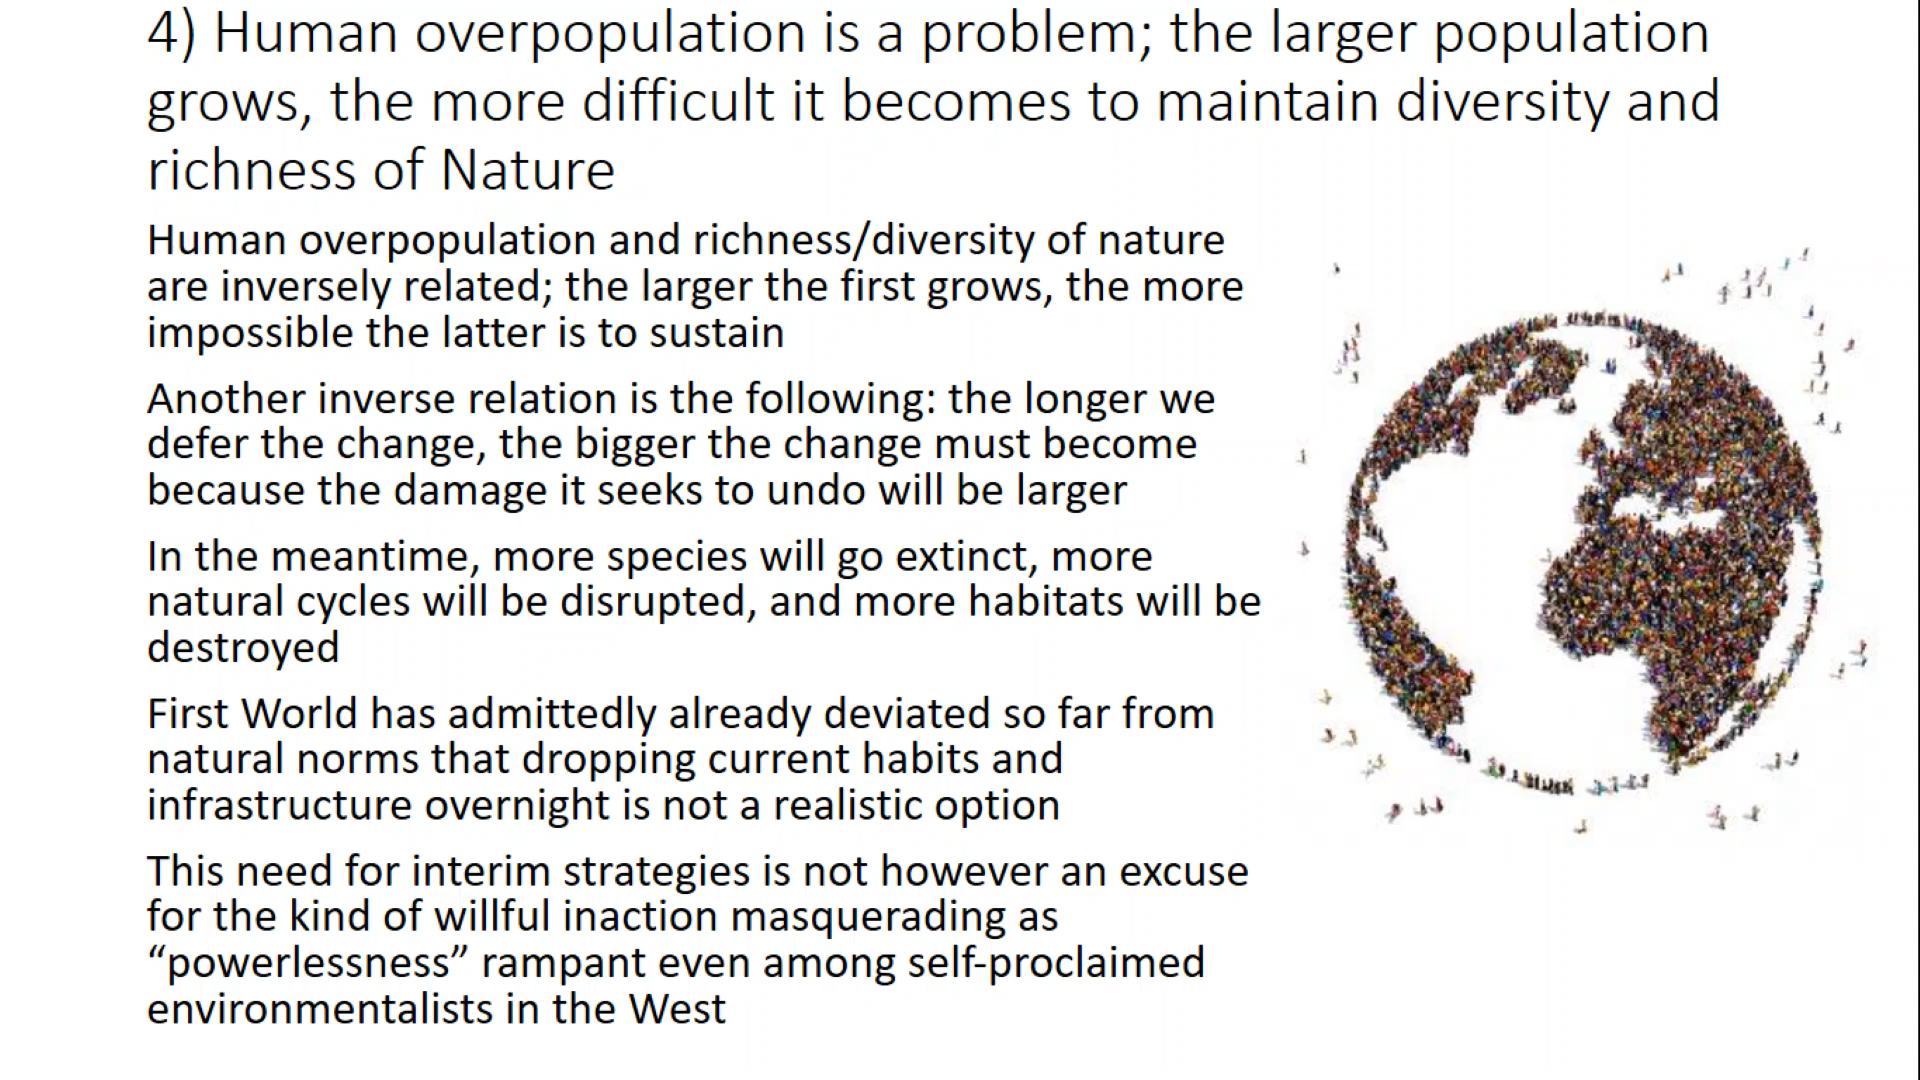 4) Human overpopulation is a problem; the larger population
grows, the more difficult it becomes to maintain diversity and
richness of Nature
Human overpopulation and richness/diversity of nature
are inversely related; the larger the first grows, the more
impossible the latter is to sustain
Another inverse relation is the following: the longer we
defer the change, the bigger the change must become
because the damage it seeks to undo will be larger
In the meantime, more species will go extinct, more
natural cycles will be disrupted, and more habitats will be
destroyed
First World has admittedly already deviated so far from
natural norms that dropping current habits and
infrastructure overnight is not a realistic option
This need for interim strategies is not however an excuse
for the kind of willful inaction masquerading as
“powerlessness” rampant even among self-proclaimed
environmentalists in the West